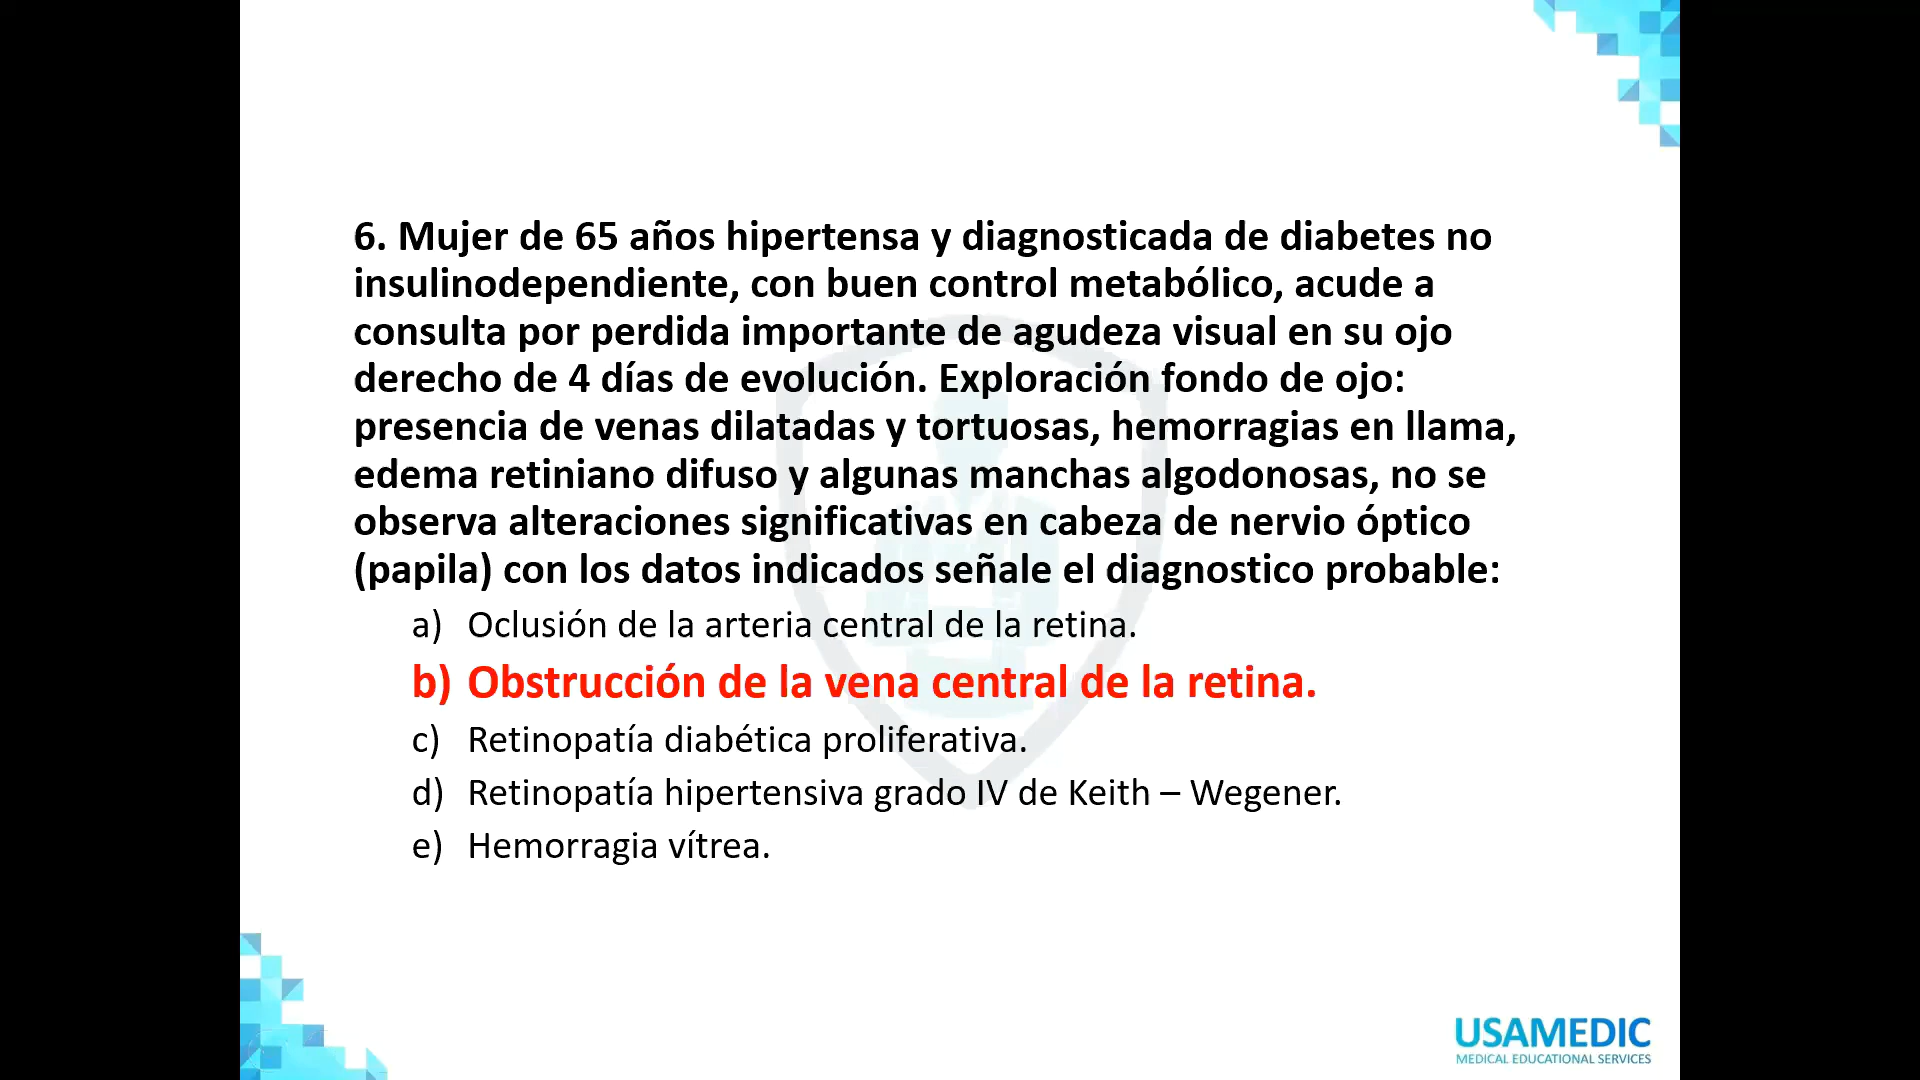 6. Mujer de 65 años hipertensa y diagnosticada de diabetes no
insulinodependiente, con buen control metabólico, acude a
consulta por perdida importante de agudeza visual en su ojo
derecho de 4 días de evolución. Exploración fondo de ojo:
presencia de venas dilatadas y tortuosas, hemorragias en llama,
edema retiniano difuso y algunas manchas algodonosas, no se
observa alteraciones significativas en cabeza de nervio óptico
(papila) con los datos indicados señale el diagnostico probable:
a) Oclusión de la arteria central de la retina.
b) Obstrucción de la vena central de la retina.
c) Retinopatía diabética proliferativa.
d) Retinopatía hipertensiva grado IV de Keith – Wegener.
e) Hemorragia vítrea.
USAMEDIC
MEDICAL EDUCATIONAL SERVICES